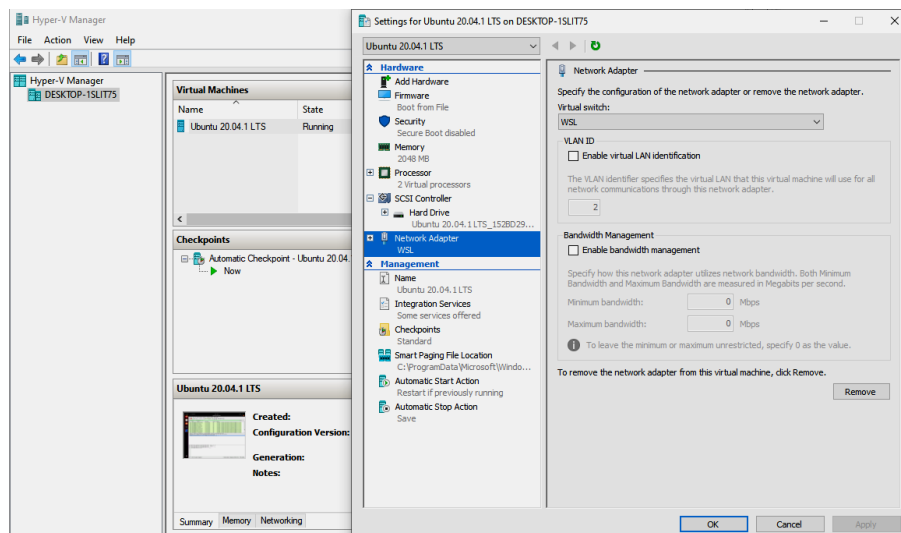 Hyper-V Manager
File Action View Help
Hyper-V Manager
DESKTOP-1SLIT75
Virtual Machines
Name State
Ubuntu 20.04.1 LTS Running
Checkpoints
Automatic Checkpoint - Ubuntu 20.04.
Now
Ubuntu 20.04.1 LTS
Created:
Configuration Version:
Generation:
Notes:
Summary Memory Networking
Settings for Ubuntu 20.04.1 LTS on DESKTOP-1SLIT75
Ubuntu 20.04.1 LTS
Hardware
Add Hardware
Firmware
Boot from File
Security
Secure Boot disabled
Memory
2048 MB
Processor
2 Virtual processors
SCSI Controller
Hard Drive
Ubuntu 20.04.1 LTS_152BD29...
Network Adapter
WSL
Management
Name
Ubuntu 20.04.1 LTS
Integration Services
Some services offered
Checkpoints
Standard
Smart Paging File Location
C:\ProgramData\Microsoft\Windo...
Automatic Start Action
Restart if previously running
Automatic Stop Action
Save
Network Adapter
Specify the configuration of the network adapter or remove the network adapter.
Virtual switch:
WSL
VLAN ID
Enable virtual LAN identification
The VLAN identifier specifies the virtual LAN that this virtual machine will use for all
network communications through this network adapter.
2
Bandwidth Management
Enable bandwidth management
Specify how this network adapter utilizes network bandwidth. Both Minimum
Bandwidth and Maximum Bandwidth are measured in Megabits per second.
Minimum bandwidth: 0 Mbps
Maximum bandwidth: 0 Mbps
To leave the minimum or maximum unrestricted, specify 0 as the value.
To remove the network adapter from this virtual machine, click Remove.
Remove
OK Cancel Apply